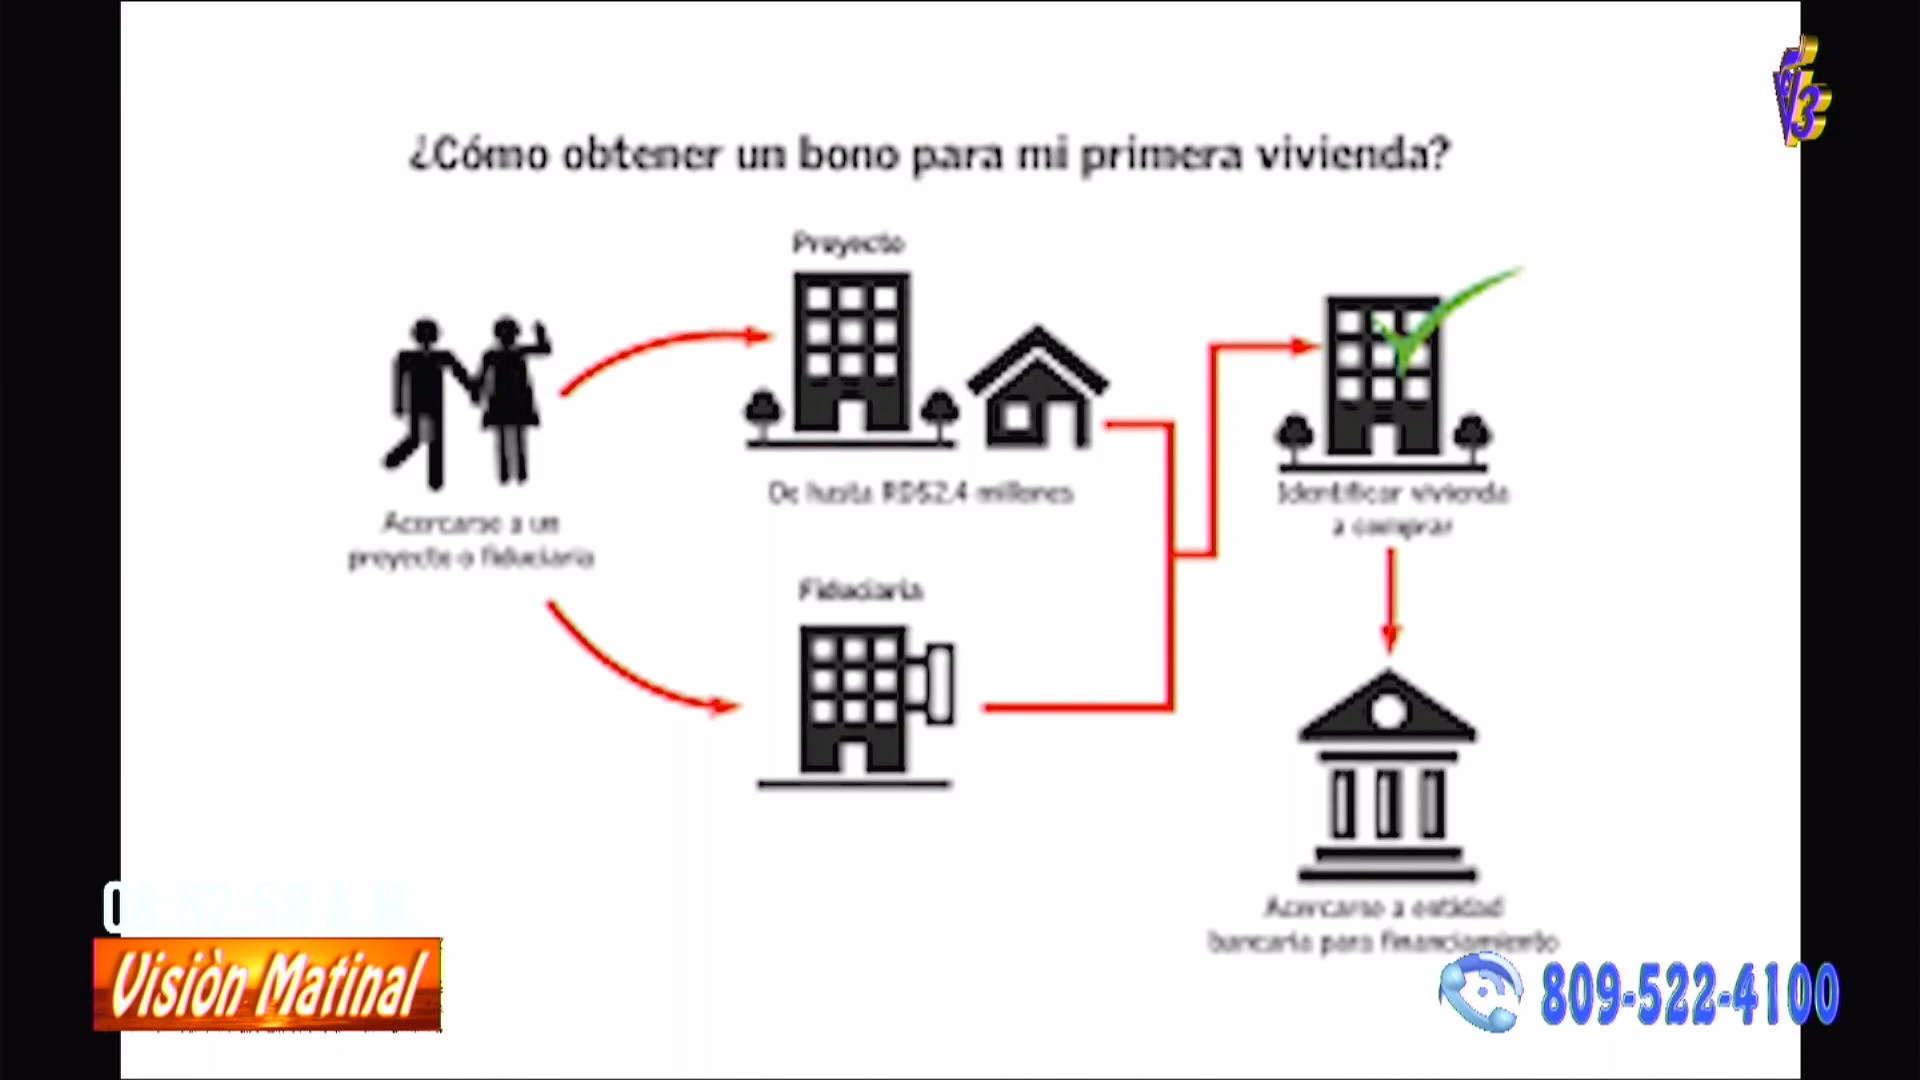 ¿Cómo obtener un bono para mi primera vivienda?
Proyecto
De hasta RD$2.4 millones
Acercarse a un
proyecto o fiduciaria
Fiduciaria
Identificar vivienda
a comprar
Acercarse a entidad
bancaria para financiamiento
Visiòn Matinal
809-522-4100